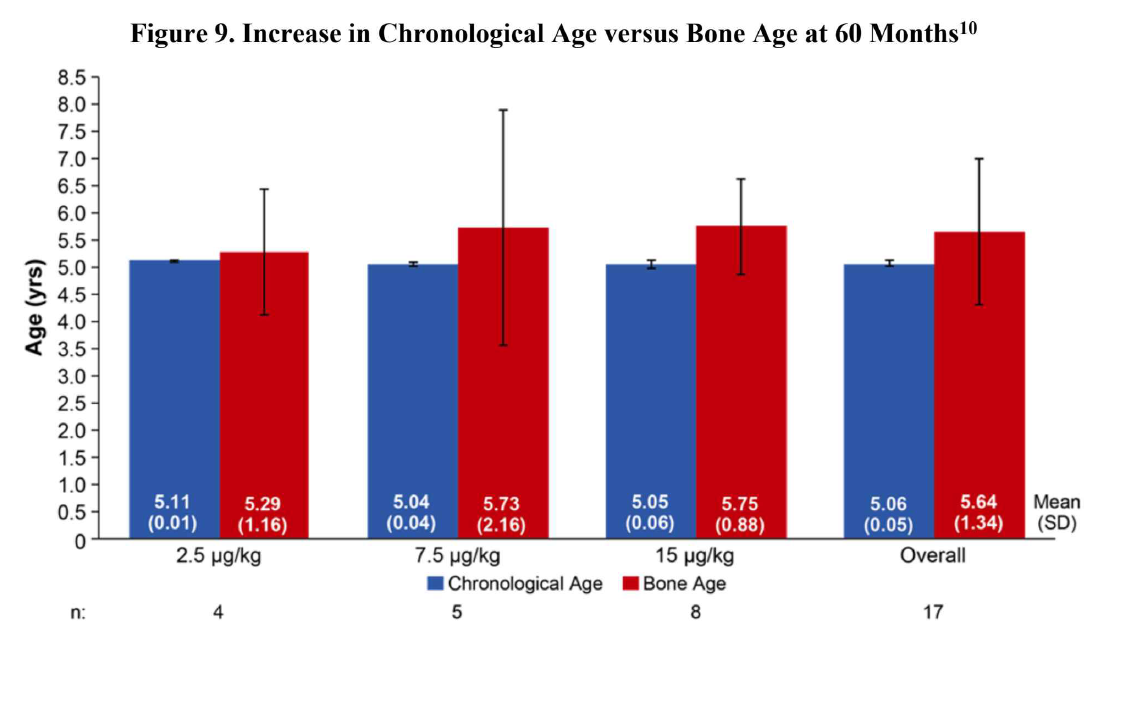 Figure 9. Increase in Chronological Age versus Bone Age at 60 Months10
8.5
8.0
7.5
7.0
6.5
6.0
5.5
5.0
4.5
4.0
3.5
3.0
2.5
2.0
1.5
1.0
0.5
0
Age (yrs)
5.11 5.29 5.04 5.73 5.05 5.75 5.06 5.64 Mean
(0.01) (1.16) (0.04) (2.16) (0.06) (0.88) (0.05) (1.34) (SD)
2.5 µg/kg 7.5 µg/kg 15 µg/kg Overall
Chronological Age Bone Age
n: 4 5 8 17